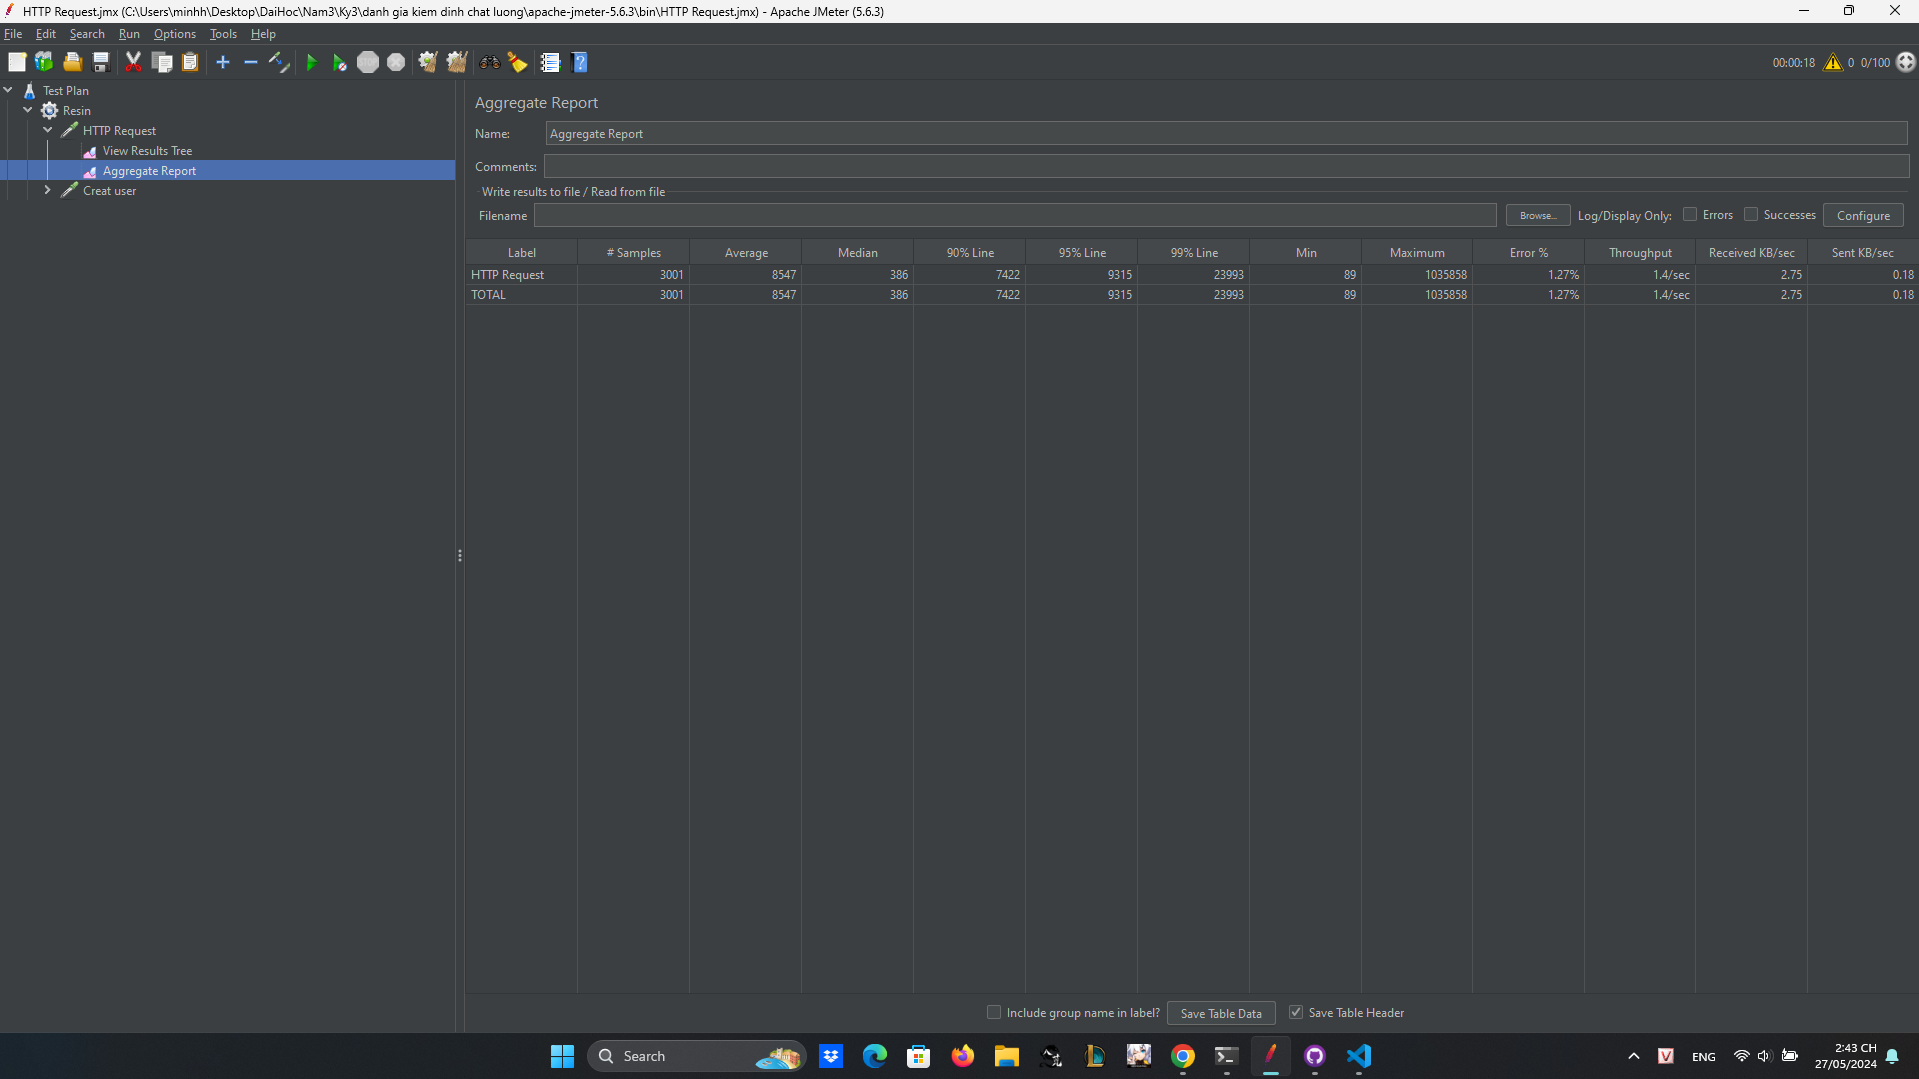 HTTP Request.jmx (C:\Users\minhh\Desktop\DaiHoc\Nam3\Ky3\danh gia kiem dinh chat luong\apache-jmeter-5.6.3\bin\HTTP Request.jmx) - Apache JMeter (5.6.3)
File Edit Search Run Options Tools Help
00:00:18 0 0/100
Test Plan
Resin
HTTP Request
View Results Tree
Aggregate Report
Creat user
Aggregate Report
Name: Aggregate Report
Comments:
Write results to file / Read from file
Filename Browse... Log/Display Only: Errors Successes Configure
Label # Samples Average Median 90% Line 95% Line 99% Line Min Maximum Error % Throughput Received KB/sec Sent KB/sec
HTTP Request 3001 8547 386 7422 9315 23993 89 1035858 1.27% 1.4/sec 2.75 0.18
TOTAL 3001 8547 386 7422 9315 23993 89 1035858 1.27% 1.4/sec 2.75 0.18
Include group name in label? Save Table Data Save Table Header
Search
V ENG 2:43 CH
27/05/2024